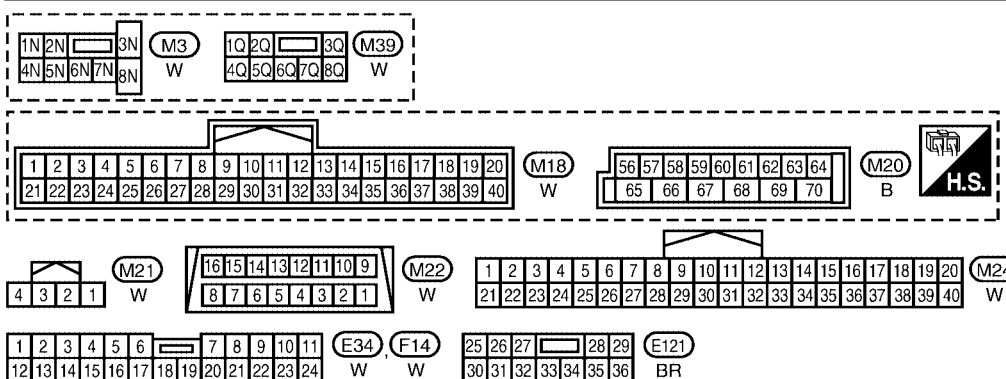 1N 2N 3N M3 1Q 2Q 3Q M39
4N 5N 6N 7N 8N W 4Q 5Q 6Q 7Q 8Q W
1 2 3 4 5 6 7 8 9 10 11 12 13 14 15 16 17 18 19 20 M18 56 57 58 59 60 61 62 63 64 M20
21 22 23 24 25 26 27 28 29 30 31 32 33 34 35 36 37 38 39 40 W 65 66 67 68 69 70 B H.S.
4 3 2 1 M21 W
16 15 14 13 12 11 10 9 M22
8 7 6 5 4 3 2 1 W
1 2 3 4 5 6 7 8 9 10 11 12 13 14 15 16 17 18 19 20 M24
21 22 23 24 25 26 27 28 29 30 31 32 33 34 35 36 37 38 39 40 W
1 2 3 4 5 6 7 8 9 10 11 E34 , F14
12 13 14 15 16 17 18 19 20 21 22 23 24 W W
25 26 27 28 29 E121
30 31 32 33 34 35 36 BR